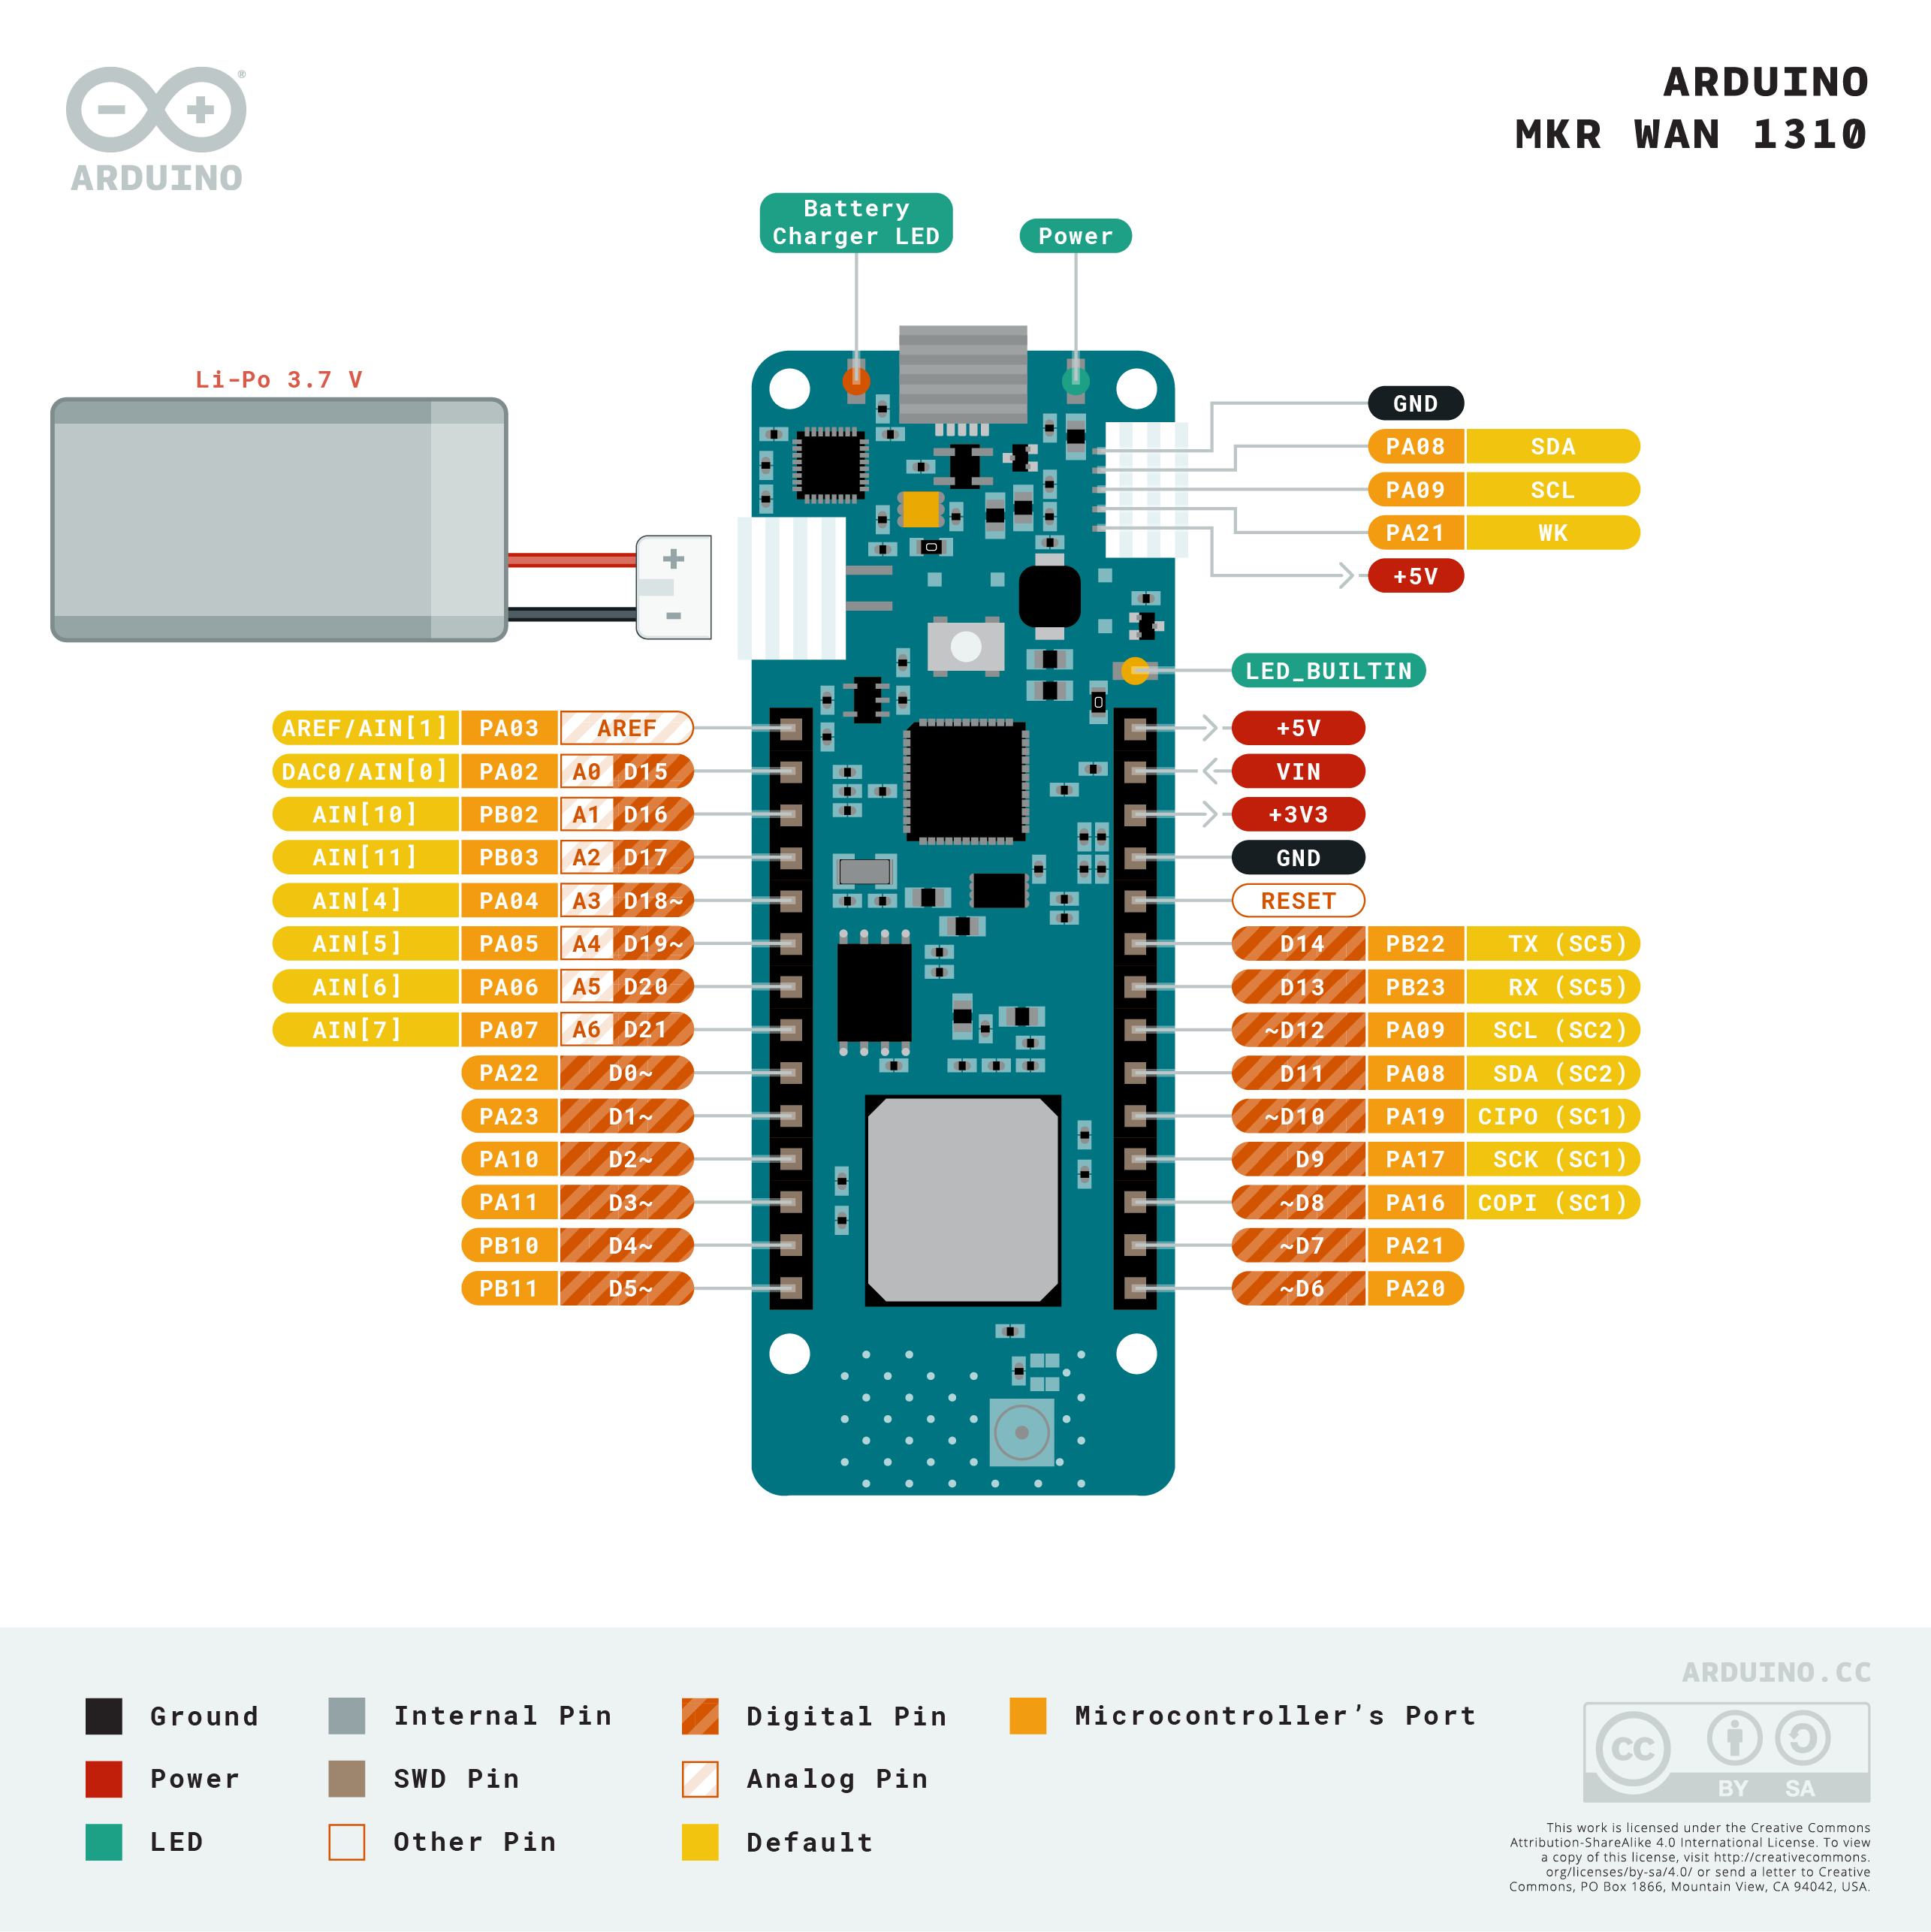 ARDUINO
MKR WAN 1310
®
ARDUINO
Battery
Charger LED
Power
Li-Po 3.7 V
+
-
GND
PA08 SDA
PA09 SCL
PA21 WK
+5V
LED_BUILTIN
AREF/AIN[1] PA03 AREF
DAC0/AIN[0] PA02 A0 D15
AIN[10] PB02 A1 D16
AIN[11] PB03 A2 D17
AIN[4] PA04 A3 D18~
AIN[5] PA05 A4 D19~
AIN[6] PA06 A5 D20
AIN[7] PA07 A6 D21
PA22 D0~
PA23 D1~
PA10 D2~
PA11 D3~
PB10 D4~
PB11 D5~
+5V
VIN
+3V3
GND
RESET
D14 PB22 TX (SC5)
D13 PB23 RX (SC5)
~D12 PA09 SCL (SC2)
D11 PA08 SDA (SC2)
~D10 PA19 CIPO (SC1)
D9 PA17 SCK (SC1)
~D8 PA16 COPI (SC1)
~D7 PA21
~D6 PA20
Ground
Power
LED
Internal Pin
SWD Pin
Other Pin
Digital Pin
Analog Pin
Default
Microcontroller's Port
ARDUINO.CC
CC
BY SA
This work is licensed under the Creative Commons
Attribution-ShareAlike 4.0 International License. To view
a copy of this license, visit http://creativecommons.
org/licenses/by-sa/4.0/ or send a letter to Creative
Commons, PO Box 1866, Mountain View, CA 94042, USA.